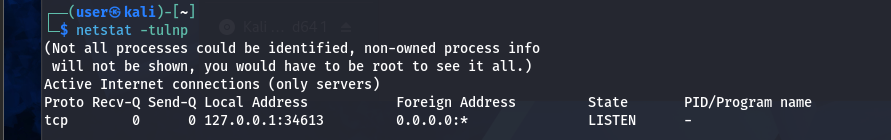 ┌──(user㉿kali)-[~]
└─$ netstat -tulnp
(Not all processes could be identified, non-owned process info
 will not be shown, you would have to be root to see it all.)
Active Internet connections (only servers)
Proto Recv-Q Send-Q Local Address           Foreign Address         State       PID/Program name
tcp        0      0 127.0.0.1:34613         0.0.0.0:*               LISTEN      -